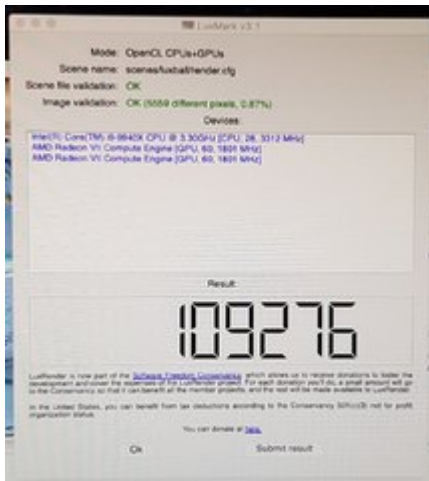 LuxMark v3.1
Mode: OpenCL CPUs+GPUs
Scene name: scenes/luxball/render.cfg
Scene file validation: OK
Image validation: OK (5559 different pixels, 0.87%)
Devices:
Intel(R) Core(TM) i9-9940X CPU @ 3.30GHz [CPU, 28, 3312 MHz]
AMD Radeon VII Compute Engine [GPU, 60, 1801 MHz]
AMD Radeon VII Compute Engine [GPU, 60, 1801 MHz]
Result:
109276
LuxRender is now part of the Software Freedom Conservancy, which allows us to receive donations to foster the
development and cover the expenses of the LuxRender project. For each donation you'll do, a small amount will go
to the Conservancy so that it can benefit all the member projects, and the rest will be made available to LuxRender.
In the United States, you can benefit from tax deductions according to the Conservancy 501(c)(3) not for profit
organization status.
You can donate at here.
Ok
Submit result